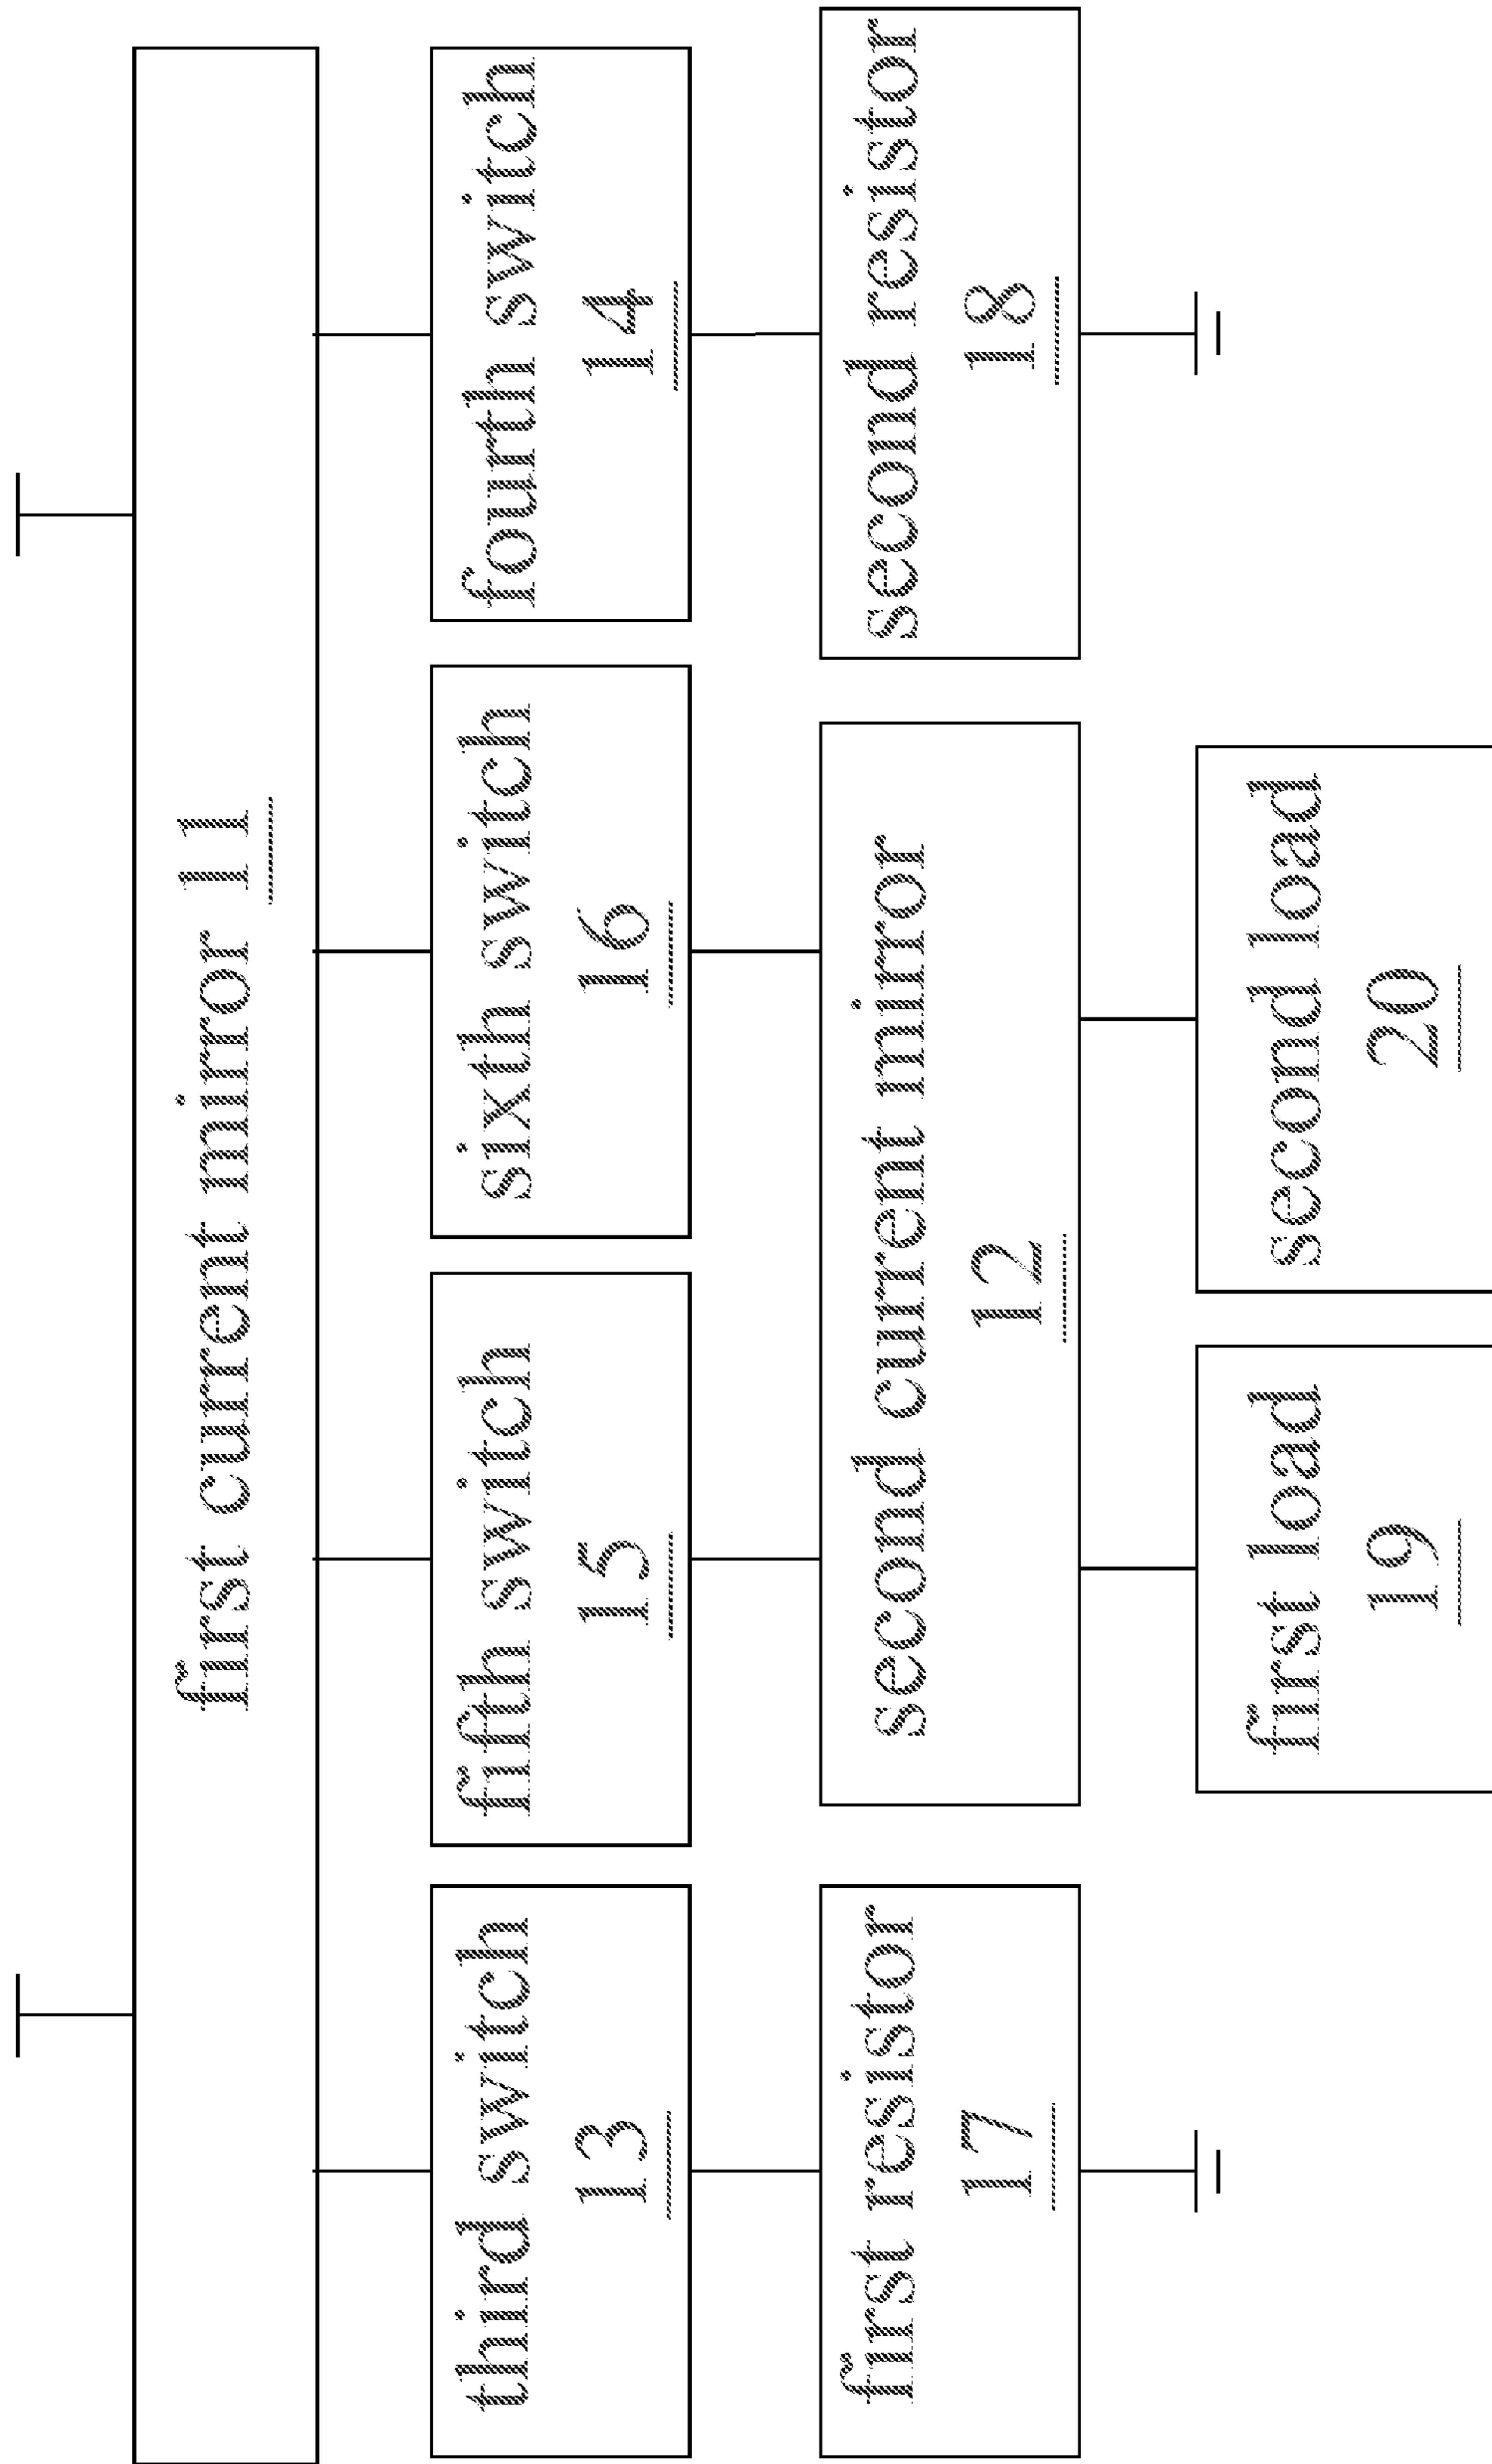 first current mirror 11
third switch
13
fifth switch
15
sixth switch
16
fourth switch
14
first resistor
17
second current mirror
12
second resistor
18
first load
19
second load
20